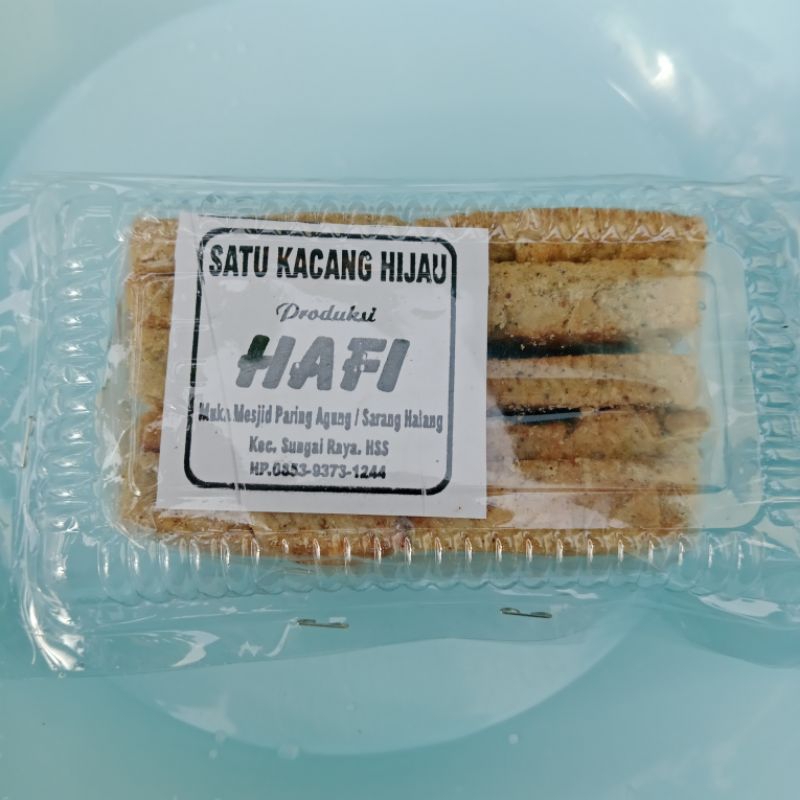 SATU KACANG HIJAU
Produksi
HAFI
Muka Mesjid Paring Agung / Sarang Halang
Kec. Sungai Raya. HSS
HP.0853-9373-1244